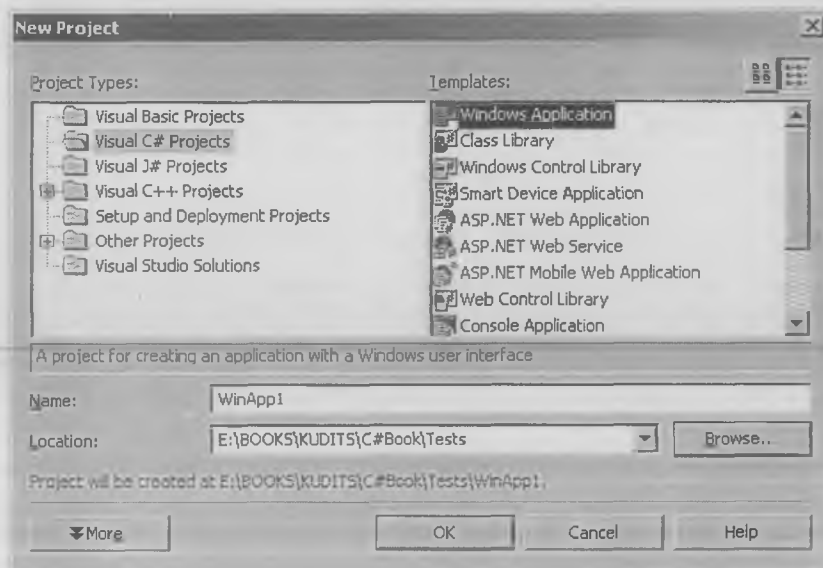 New Project
Project Types:
Visual Basic Projects
Visual C# Projects
Visual J# Projects
Visual C++ Projects
Setup and Deployment Projects
Other Projects
Visual Studio Solutions
Templates:
Windows Application
Class Library
Windows Control Library
Smart Device Application
ASP.NET Web Application
ASP.NET Web Service
ASP.NET Mobile Web Application
Web Control Library
Console Application
A project for creating an application with a Windows user interface
Name:
WinApp1
Location:
E:\BOOKS\KUDITS\C#Book\Tests
Browse..
Project will be created at E:\BOOKS\KUDITS\C#Book\Tests\WinApp1.
More
OK
Cancel
Help